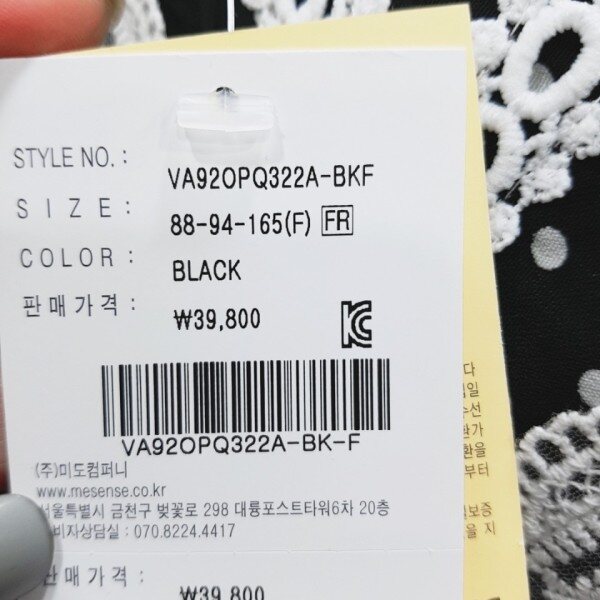 STYLE NO. : VA92OPQ322A-BKF
SIZE : 88-94-165(F) FR
COLOR : BLACK
판매가격 : ₩39,800
VA92OPQ322A-BK-F
(주)미도컴퍼니
www.mesense.co.kr
서울특별시 금천구 벚꽃로 298 대륭포스트타워6차 20층
비자상담실 : 070.8224.4417
판매가격 : ₩39,800